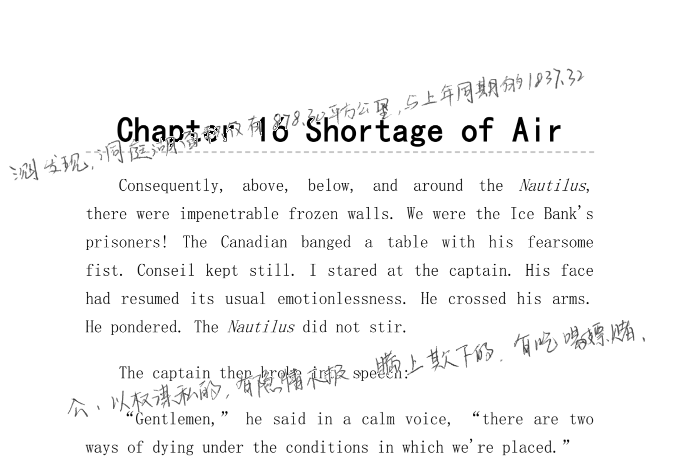 测发现,洞庭湖面积仅有878.30平方公里,与上年同期的1837.32
Chapter 16 Shortage of Air
Consequently, above, below, and around the Nautilus,
there were impenetrable frozen walls. We were the Ice Bank's
prisoners! The Canadian banged a table with his fearsome
fist. Conseil kept still. I stared at the captain. His face
had resumed its usual emotionlessness. He crossed his arms.
He pondered. The Nautilus did not stir.
The captain then broke into speech:
公、以权谋私的,有隐情不报、瞒上欺下的,有吃喝嫖赌、
“Gentlemen,” he said in a calm voice, “there are two
ways of dying under the conditions in which we're placed.”